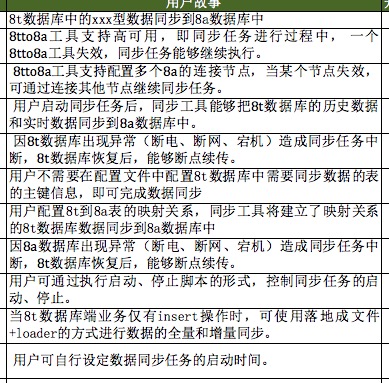 用户故事
8t数据库中的xxx型数据同步到8a数据库中
8tto8a工具支持高可用，即同步任务进行过程中，一个
8tto8a工具失效，同步任务能够继续执行。
8tto8a工具支持配置多个8a的连接节点，当某个节点失效，
可通过连接其他节点继续同步任务。
用户启动同步任务后，同步工具能够把8t数据库的历史数据
和实时数据同步到8a数据库中。
因8t数据库出现异常（断电、断网、宕机）造成同步任务中
断，8t数据库恢复后，能够断点续传。
用户不需要在配置文件中配置8t数据库中需要同步数据的表
的主键信息，即可完成数据同步
用户配置8t到8a表的映射关系，同步工具将建立了映射关系
的8t数据库数据同步到8a数据库中
因8a数据库出现异常（断电、断网、宕机）造成同步任务中
断，8t数据库恢复后，能够断点续传。
用户可通过执行启动、停止脚本的形式，控制同步任务的启
动、停止。
当8t数据库端业务仅有insert操作时，可使用落地成文件
+loader的方式进行数据的全量和增量同步。
用户可自行设定数据同步任务的启动时间。